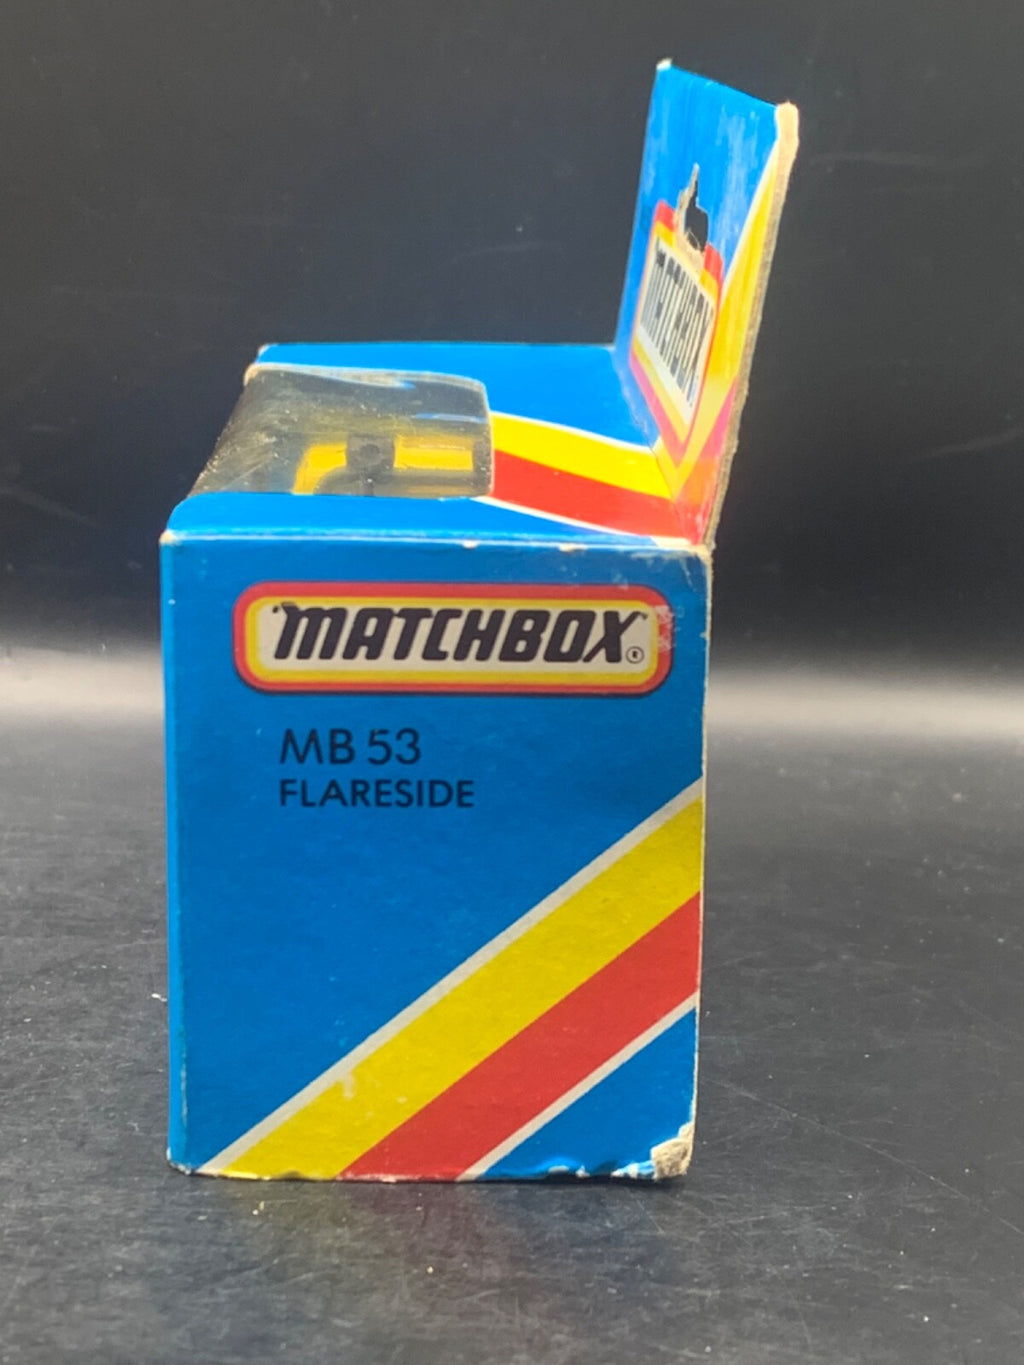 MATCHBOX
"MATCHBOX"®
MB 53
FLARESIDE